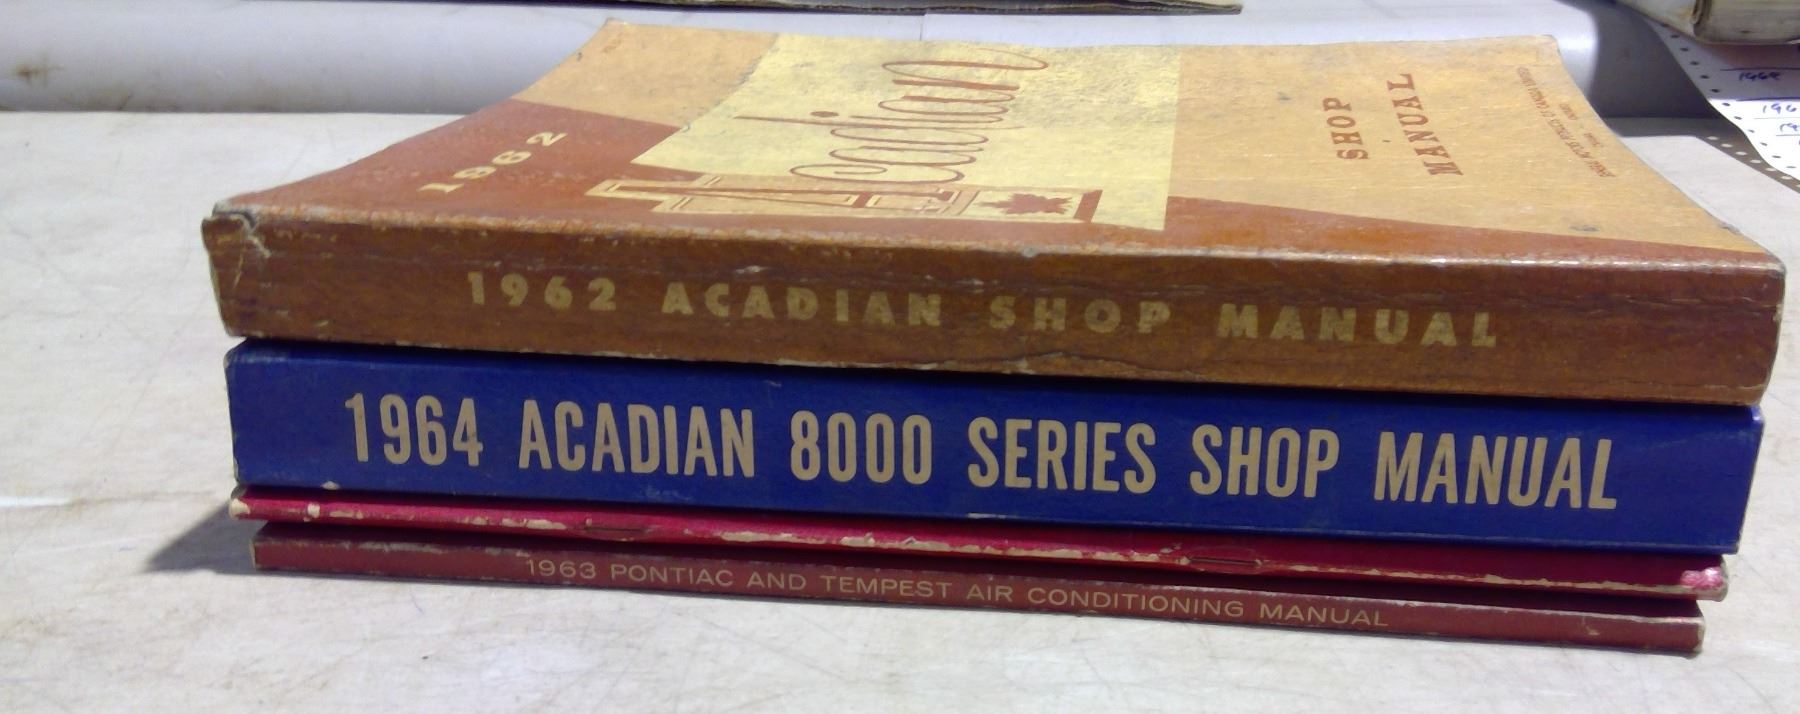 1962
Acadian
SHOP
MANUAL
1962 ACADIAN SHOP MANUAL
1964 ACADIAN 8000 SERIES SHOP MANUAL
1963 PONTIAC AND TEMPEST AIR CONDITIONING MANUAL